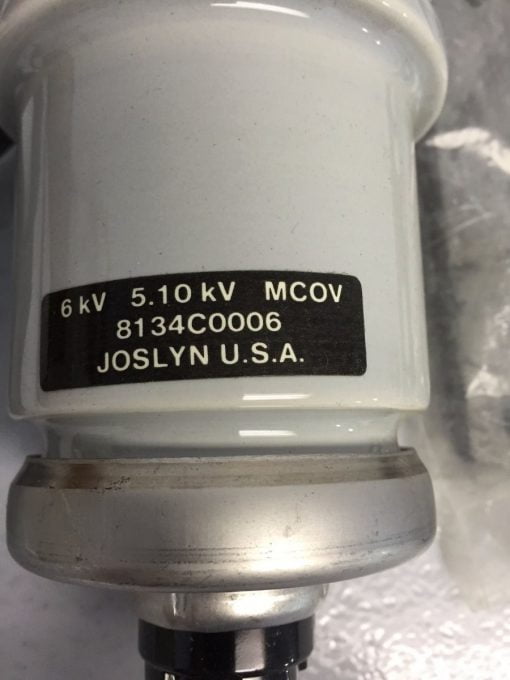 6 kV 5.10 kV MCOV
8134C0006
JOSLYN U.S.A.